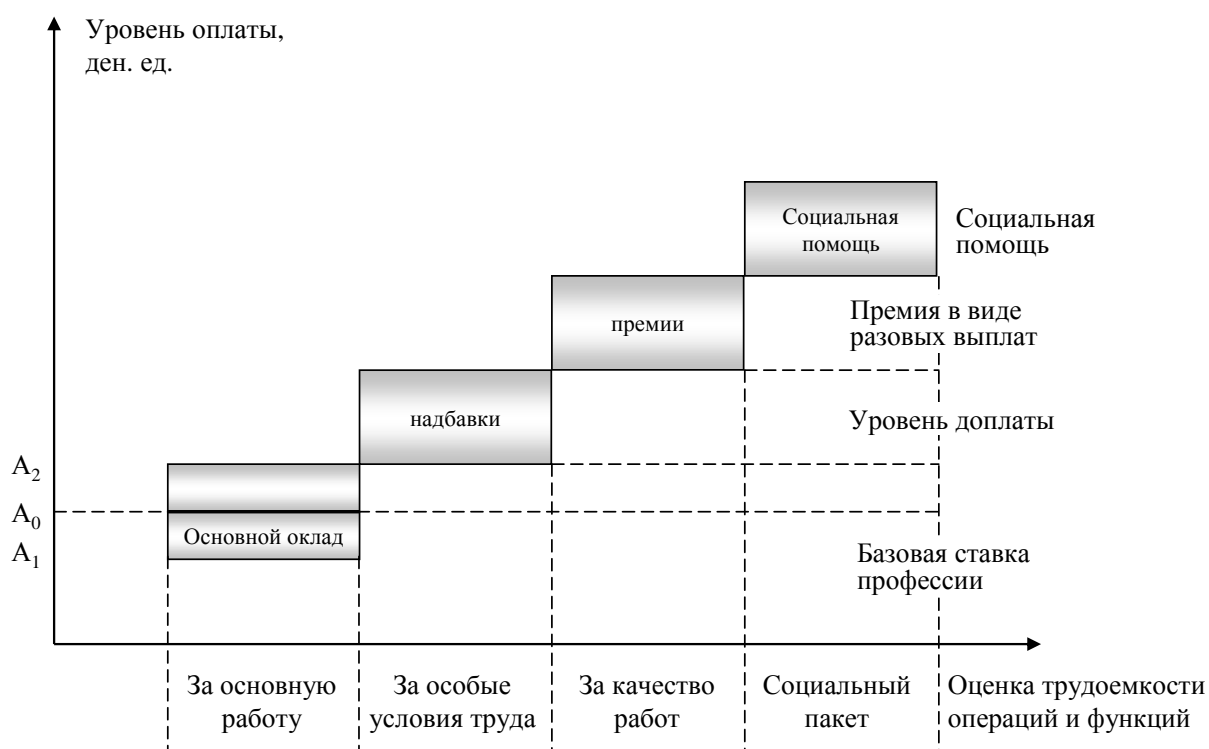 Уровень оплаты,
ден. ед.
Социальная
помощь
Социальная
помощь
премии
Премия в виде
разовых выплат
надбавки
Уровень доплаты
A₂
A₀
Основной оклад
A₁
Базовая ставка
профессии
За основную
работу
За особые
условия труда
За качество
работ
Социальный
пакет
Оценка трудоемкости
операций и функций